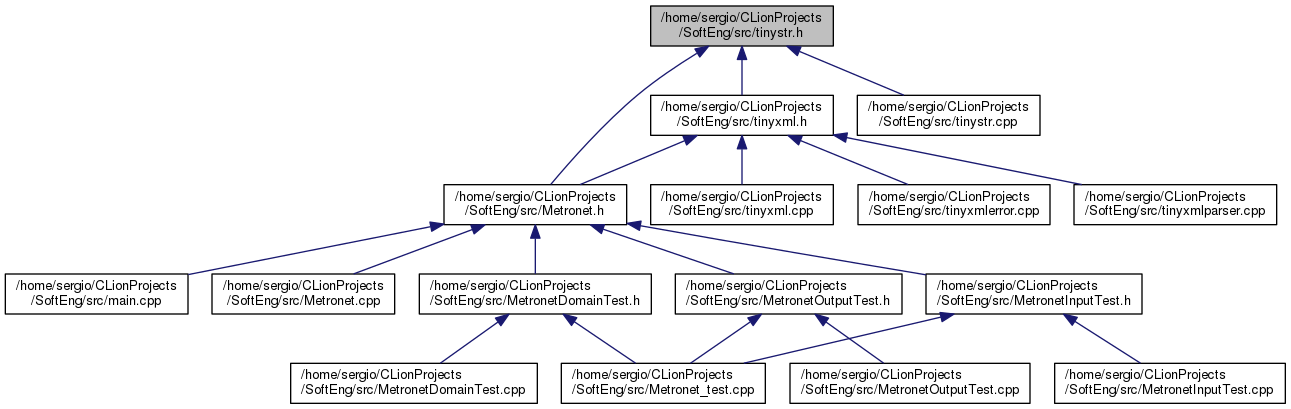 /home/sergio/CLionProjects
/SoftEng/src/tinystr.h
/home/sergio/CLionProjects
/SoftEng/src/tinyxml.h
/home/sergio/CLionProjects
/SoftEng/src/tinystr.cpp
/home/sergio/CLionProjects
/SoftEng/src/Metronet.h
/home/sergio/CLionProjects
/SoftEng/src/tinyxml.cpp
/home/sergio/CLionProjects
/SoftEng/src/tinyxmlerror.cpp
/home/sergio/CLionProjects
/SoftEng/src/tinyxmlparser.cpp
/home/sergio/CLionProjects
/SoftEng/src/main.cpp
/home/sergio/CLionProjects
/SoftEng/src/Metronet.cpp
/home/sergio/CLionProjects
/SoftEng/src/MetronetDomainTest.h
/home/sergio/CLionProjects
/SoftEng/src/MetronetOutputTest.h
/home/sergio/CLionProjects
/SoftEng/src/MetronetInputTest.h
/home/sergio/CLionProjects
/SoftEng/src/MetronetDomainTest.cpp
/home/sergio/CLionProjects
/SoftEng/src/Metronet_test.cpp
/home/sergio/CLionProjects
/SoftEng/src/MetronetOutputTest.cpp
/home/sergio/CLionProjects
/SoftEng/src/MetronetInputTest.cpp